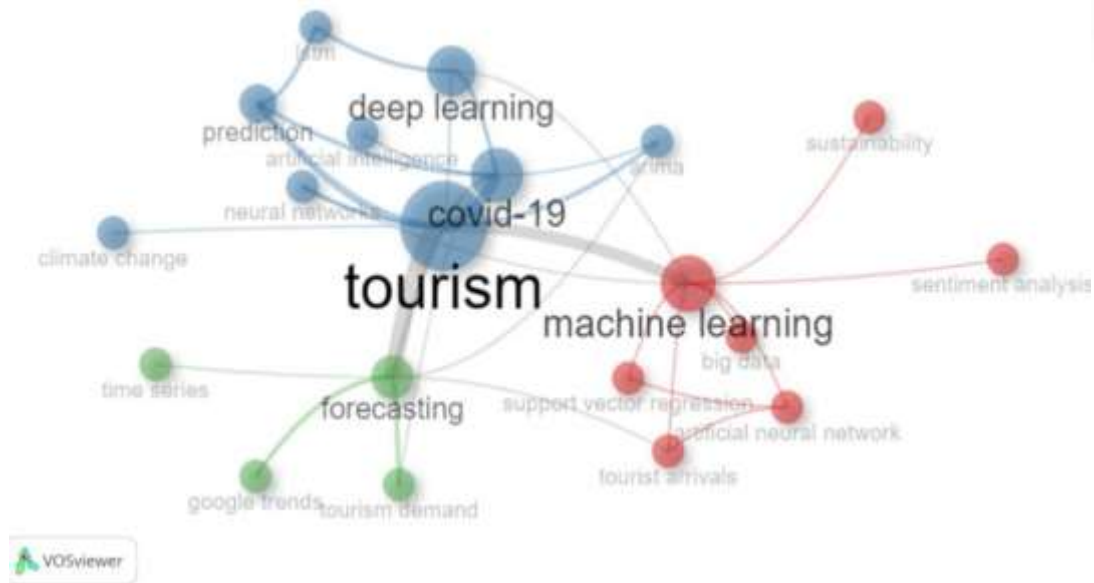 lstm
deep learning
prediction
sustainability
artificial intelligence
arima
neural networks
covid-19
climate change
sentiment analysis
tourism
machine learning
big data
time series
support vector regression
forecasting
artificial neural network
tourist arrivals
google trends
tourism demand
VOSviewer